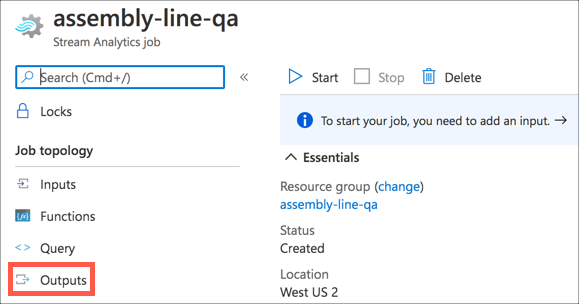 assembly-line-qa
Stream Analytics job
Search (Cmd+/)
«
Locks
Job topology
Inputs
Functions
<> Query
Outputs
Start
Stop
Delete
To start your job, you need to add an input. →
Essentials
Resource group (change)
assembly-line-qa
Status
Created
Location
West US 2